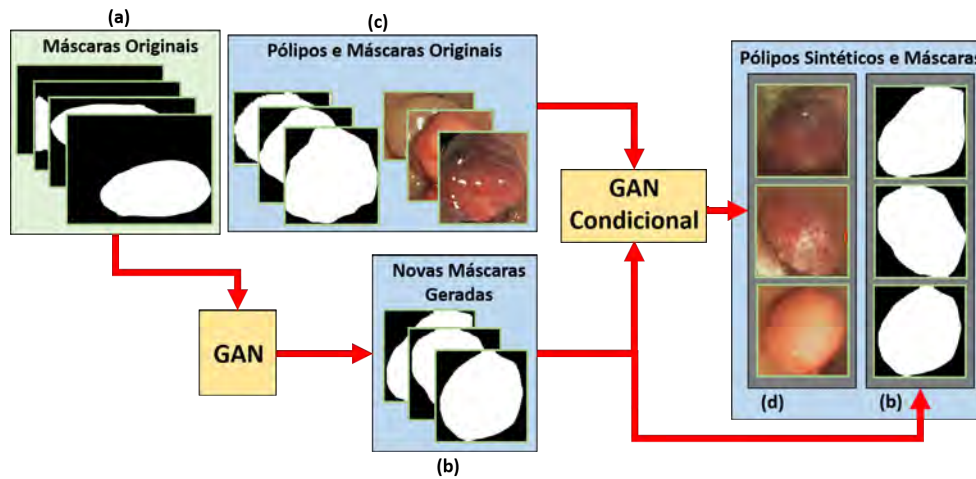 (a)
Máscaras Originais
(c)
Pólipos e Máscaras Originais
Pólipos Sintéticos e Máscaras
GAN
Condicional
Novas Máscaras
Geradas
GAN
(d)
(b)
(b)